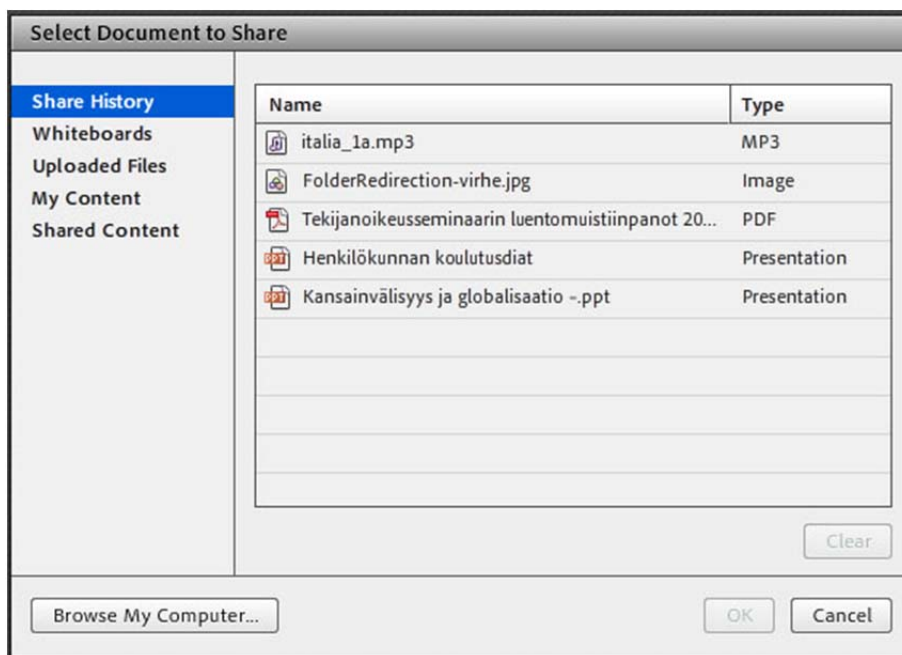 Select Document to Share
Share History
Whiteboards
Uploaded Files
My Content
Shared Content
Name Type
italia_1a.mp3 MP3
FolderRedirection-virhe.jpg Image
Tekijanoikeusseminaarin luentomuistiinpanot 20... PDF
Henkilökunnan koulutusdiat Presentation
Kansainvälisyys ja globalisaatio -.ppt Presentation
Clear
Browse My Computer... OK Cancel